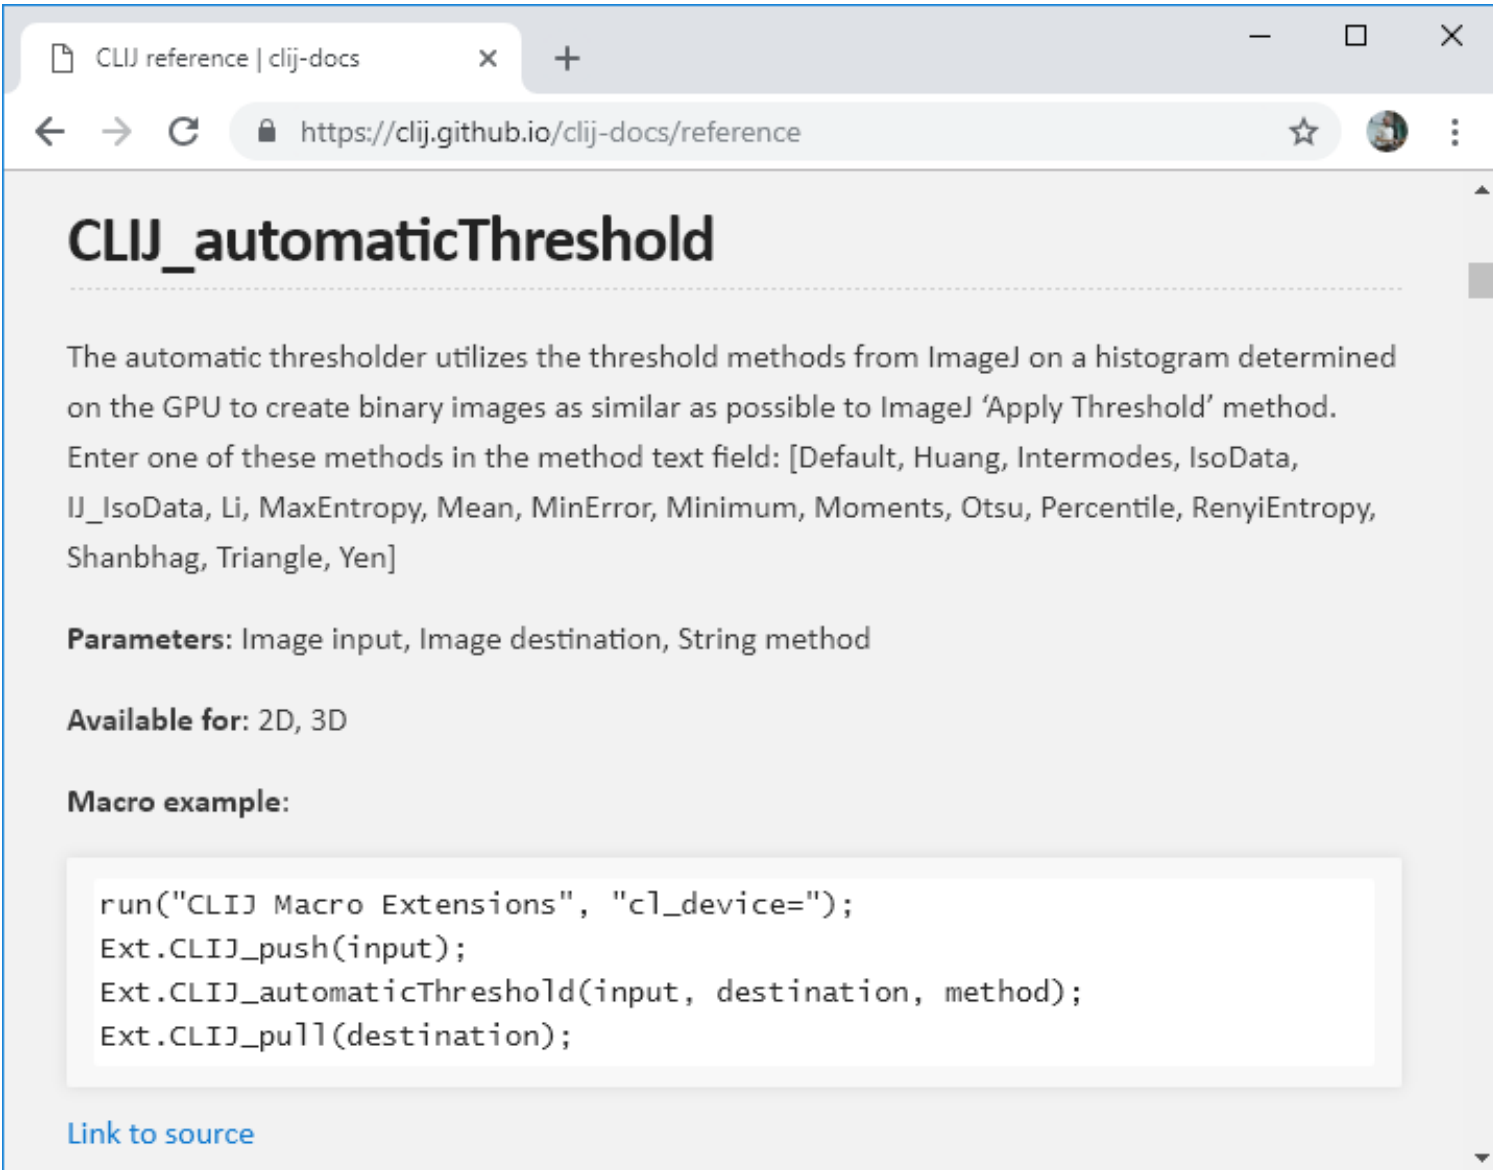 CLIJ reference | clij-docs
https://clij.github.io/clij-docs/reference
CLIJ_automaticThreshold
The automatic thresholder utilizes the threshold methods from ImageJ on a histogram determined
on the GPU to create binary images as similar as possible to ImageJ ‘Apply Threshold’ method.
Enter one of these methods in the method text field: [Default, Huang, Intermodes, IsoData,
IJ_IsoData, Li, MaxEntropy, Mean, MinError, Minimum, Moments, Otsu, Percentile, RenyiEntropy,
Shanbhag, Triangle, Yen]
Parameters: Image input, Image destination, String method
Available for: 2D, 3D
Macro example:
run("CLIJ Macro Extensions", "cl_device=");
Ext.CLIJ_push(input);
Ext.CLIJ_automaticThreshold(input, destination, method);
Ext.CLIJ_pull(destination);
Link to source